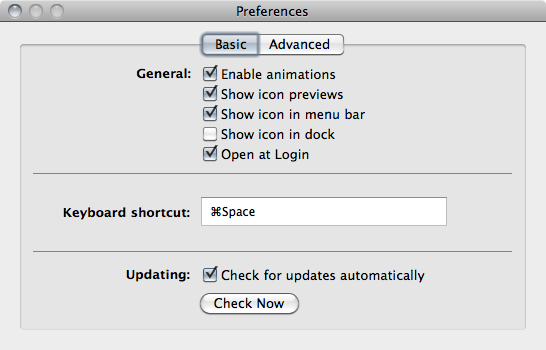 Preferences
Basic Advanced
General: Enable animations
Show icon previews
Show icon in menu bar
Show icon in dock
Open at Login
Keyboard shortcut: ⌘Space
Updating: Check for updates automatically
Check Now